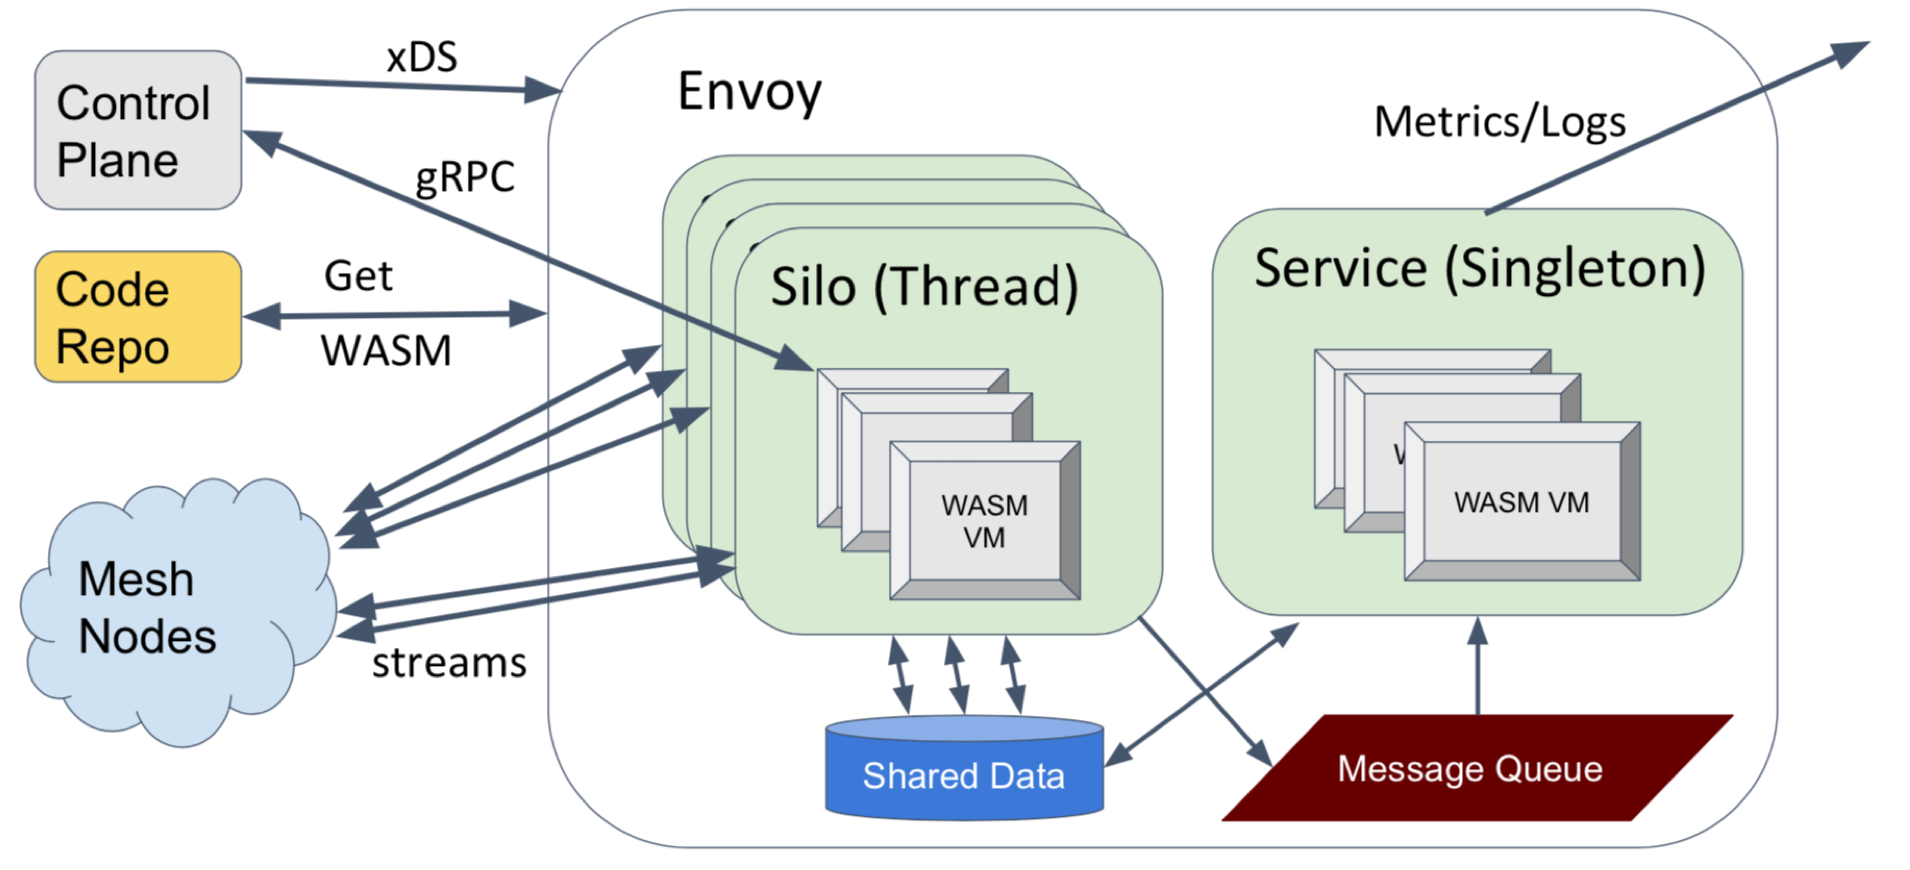 xDS
Control
Plane
Envoy
Metrics/Logs
gRPC
Code
Repo
Get
WASM
Silo (Thread)
Service (Singleton)
WASM
VM
WASM VM
Mesh
Nodes
streams
Shared Data
Message Queue